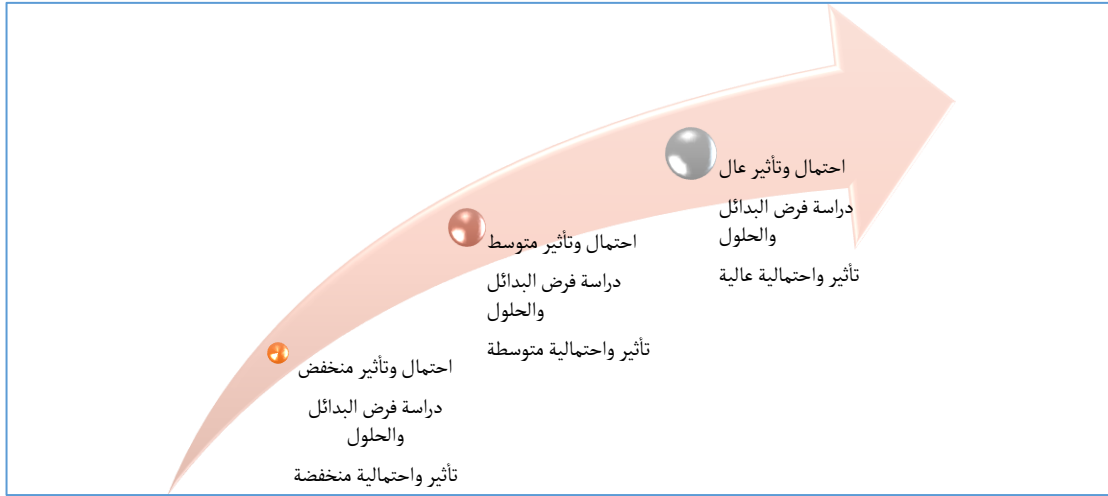 احتمال وتأثير عال
دراسة فرض البدائل
والحلول
تأثير واحتمالية عالية
احتمال وتأثير متوسط
دراسة فرض البدائل
والحلول
تأثير واحتمالية متوسطة
احتمال وتأثير منخفض
دراسة فرض البدائل
والحلول
تأثير واحتمالية منخفضة